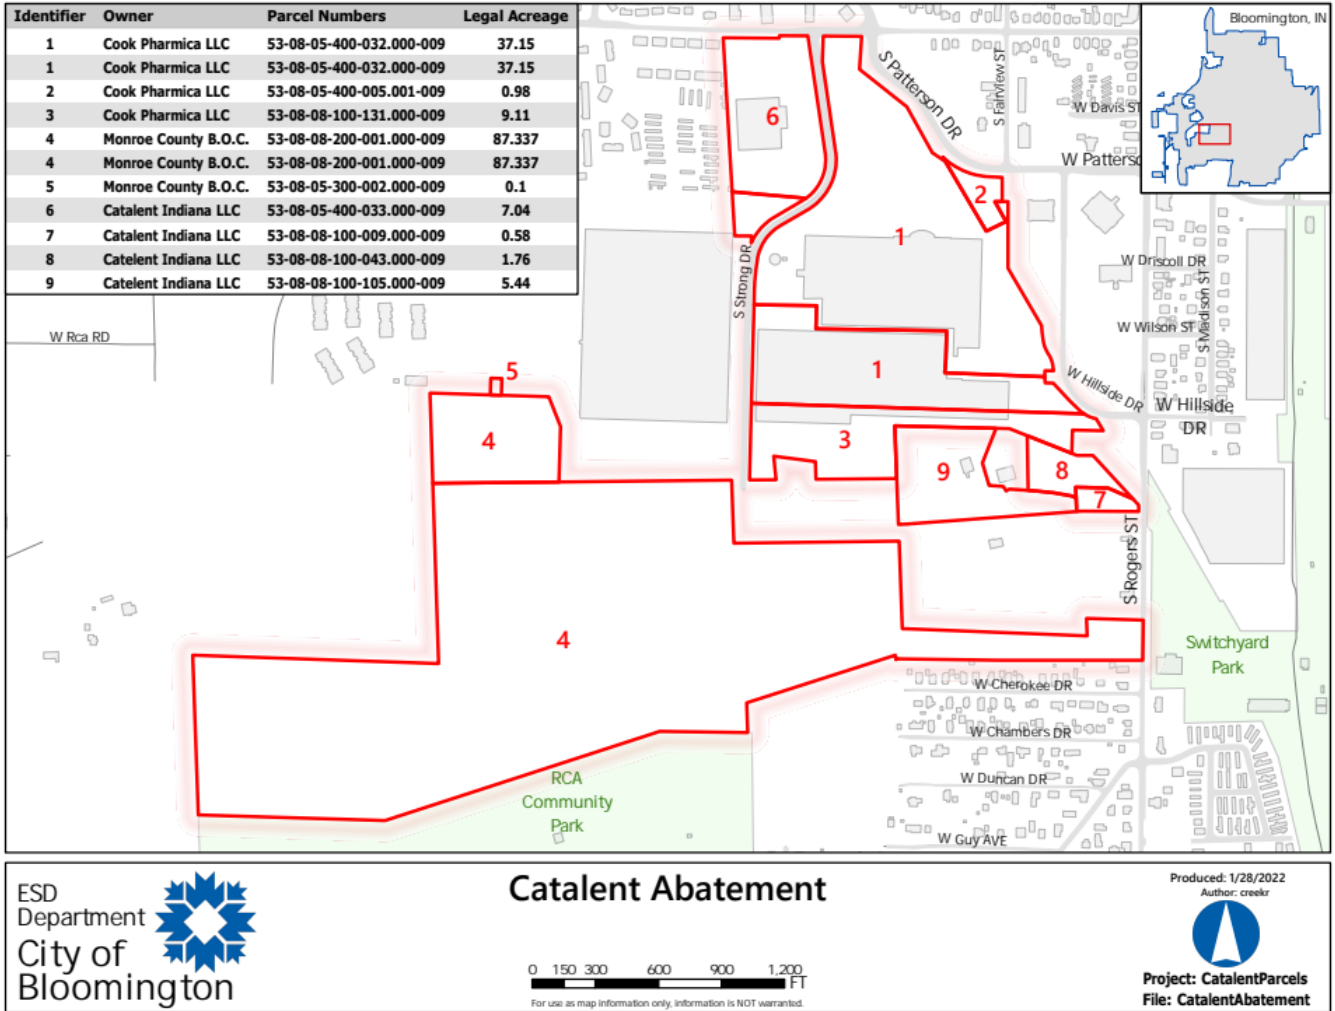 Identifier Owner Parcel Numbers Legal Acreage
1 Cook Pharmica LLC 53-08-05-400-032.000-009 37.15
1 Cook Pharmica LLC 53-08-05-400-032.000-009 37.15
2 Cook Pharmica LLC 53-08-05-400-005.001-009 0.98
3 Cook Pharmica LLC 53-08-08-100-131.000-009 9.11
4 Monroe County B.O.C. 53-08-08-200-001.000-009 87.337
4 Monroe County B.O.C. 53-08-08-200-001.000-009 87.337
5 Monroe County B.O.C. 53-08-05-300-002.000-009 0.1
6 Catalent Indiana LLC 53-08-05-400-033.000-009 7.04
7 Catalent Indiana LLC 53-08-08-100-009.000-009 0.58
8 Catelent Indiana LLC 53-08-08-100-043.000-009 1.76
9 Catelent Indiana LLC 53-08-08-100-105.000-009 5.44
Bloomington, IN
S Patterson DR
S Fairview ST
W Davis ST
W Patterso
6
2
1
S Strong DR
W Driscoll DR
S Madison ST
W Wilson ST
W Rca RD
5
1
W Hillside DR
W Hillside
DR
4
3
9
8
7
S Rogers ST
4
Switchyard
Park
W Cherokee DR
W Chambers DR
W Duncan DR
W Guy AVE
RCA
Community
Park
ESD
Department
City of
Bloomington
Catalent Abatement
0 150 300 600 900 1,200
FT
For use as map information only, information is NOT warranted.
Produced: 1/28/2022
Author: creekr
Project: CatalentParcels
File: CatalentAbatement